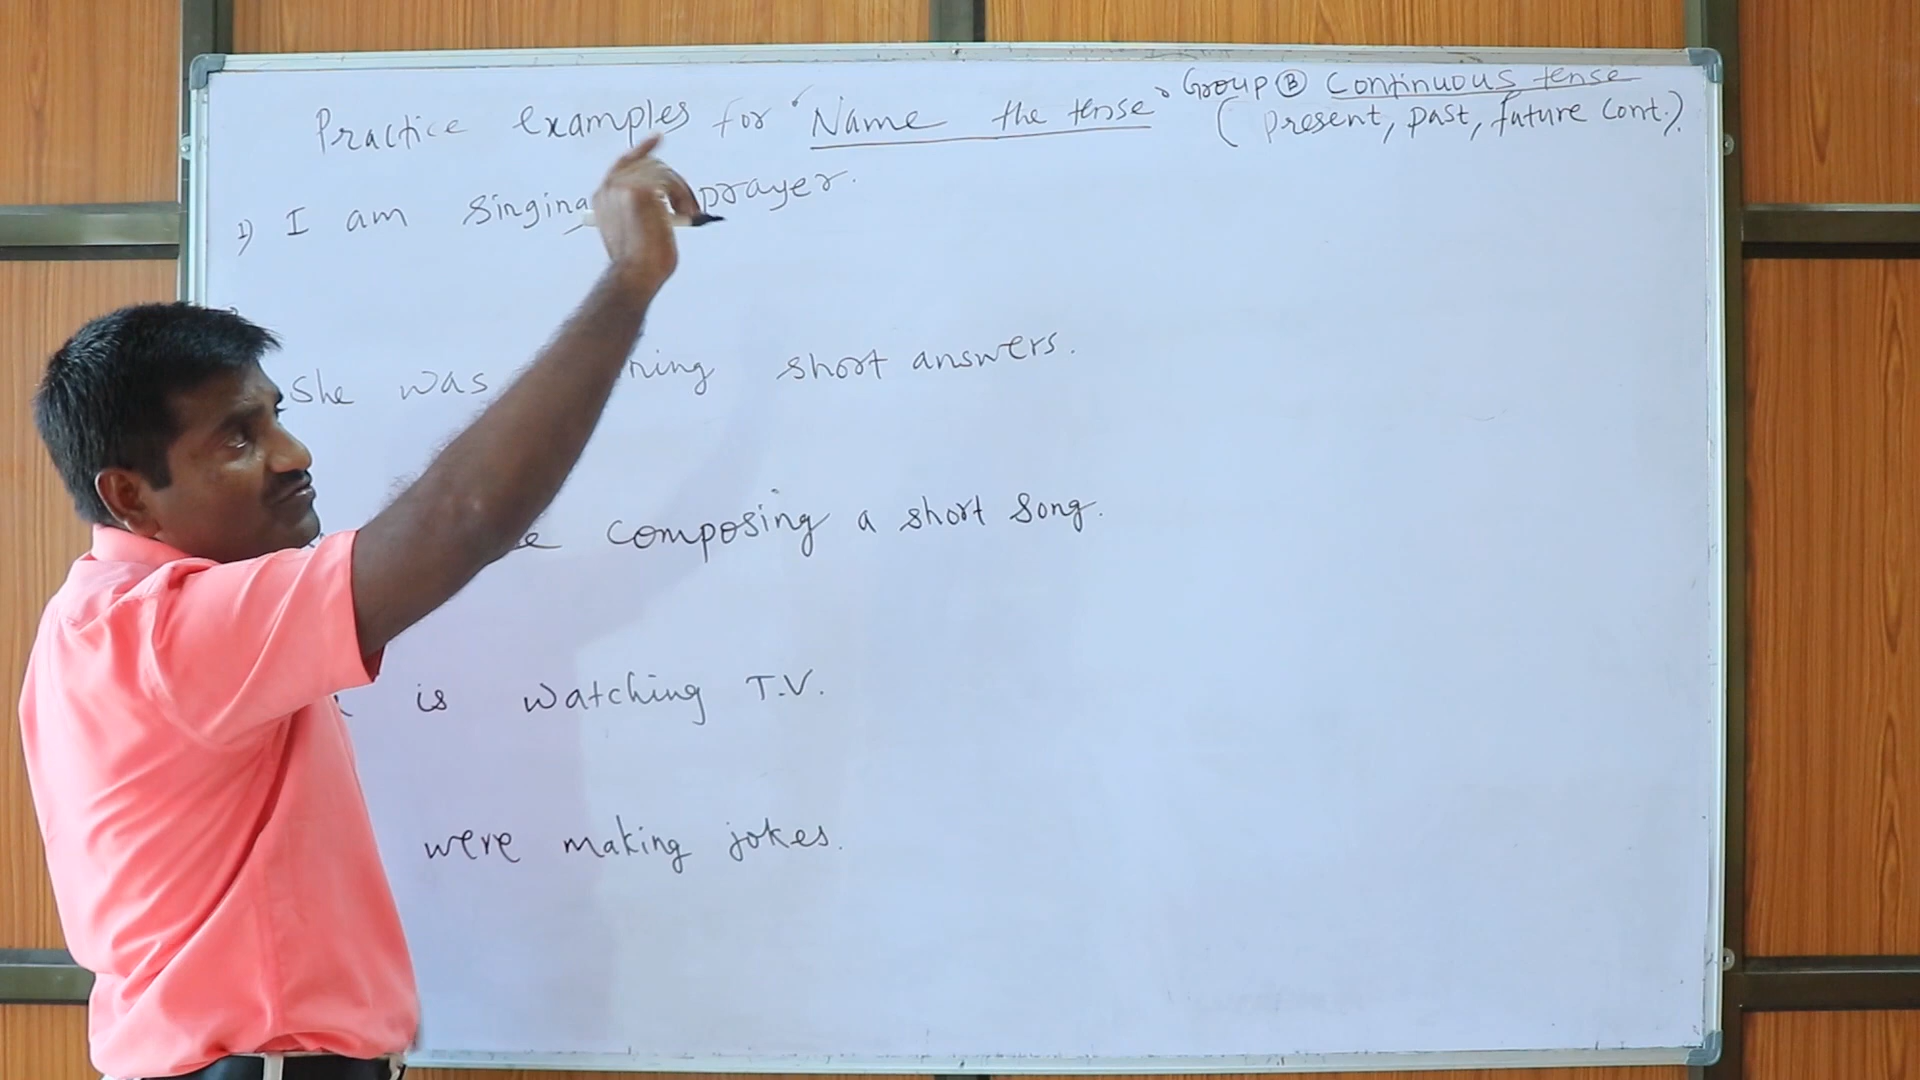 Practice examples for "Name the tense" Group Ⓑ Continuous tense
(Present, past, future cont.).
1) I am singing prayer.
She was short answers.
composing a short song.
is watching T.V.
were making jokes.